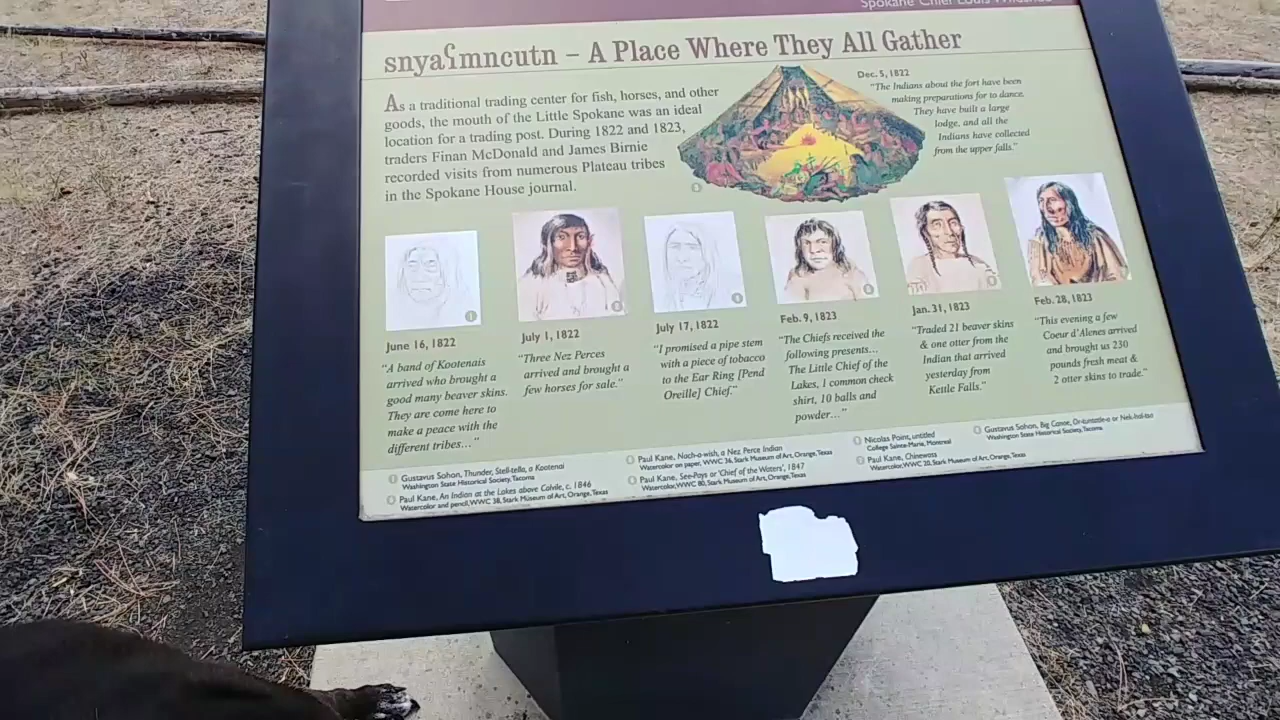 Spokane Chief Louis
snyaʕmncutn – A Place Where They All Gather
As a traditional trading center for fish, horses, and other
goods, the mouth of the Little Spokane was an ideal
location for a trading post. During 1822 and 1823,
traders Finan McDonald and James Birnie
recorded visits from numerous Plateau tribes
in the Spokane House journal.
Dec. 5, 1822
"The Indians about the fort have been
making preparations for to dance.
They have built a large
lodge, and all the
Indians have collected
from the upper falls."
June 16, 1822
"A band of Kootenais
arrived who brought a
good many beaver skins.
They are come here to
make a peace with the
different tribes…"
July 1, 1822
"Three Nez Perces
arrived and brought a
few horses for sale."
July 17, 1822
"I promised a pipe stem
with a piece of tobacco
to the Ear Ring [Pend
Oreille] Chief."
Feb. 9, 1823
"The Chiefs received the
following presents…
The Little Chief of the
Lakes, 1 common check
shirt, 10 balls and
powder…"
Jan. 31, 1823
"Traded 21 beaver skins
& one otter from the
Indian that arrived
yesterday from
Kettle Falls."
Feb. 28, 1823
"This evening a few
Coeur d'Alenes arrived
and brought us 230
pounds fresh meat &
2 otter skins to trade."
Gustavus Sohon, Thunder, Stell-tella, a Kootenai
Washington State Historical Society, Tacoma
Paul Kane, An Indian at the Lakes above Colvile, c. 1846
Watercolor and pencil, WWC 38, Stark Museum of Art, Orange, Texas
Paul Kane, Nach-a-wish, a Nez Perce Indian
Watercolor on paper, WWC 36, Stark Museum of Art, Orange, Texas
Paul Kane, See-Pays or 'Chief of the Waters', 1847
Watercolor, WWC 80, Stark Museum of Art, Orange, Texas
Nicolas Point, untitled
College Sainte-Marie, Montreal
Paul Kane, Chinewass
Watercolor, WWC 20, Stark Museum of Art, Orange, Texas
Gustavus Sohon, Big Canoe, or
Washington State Historical Society, Tacoma